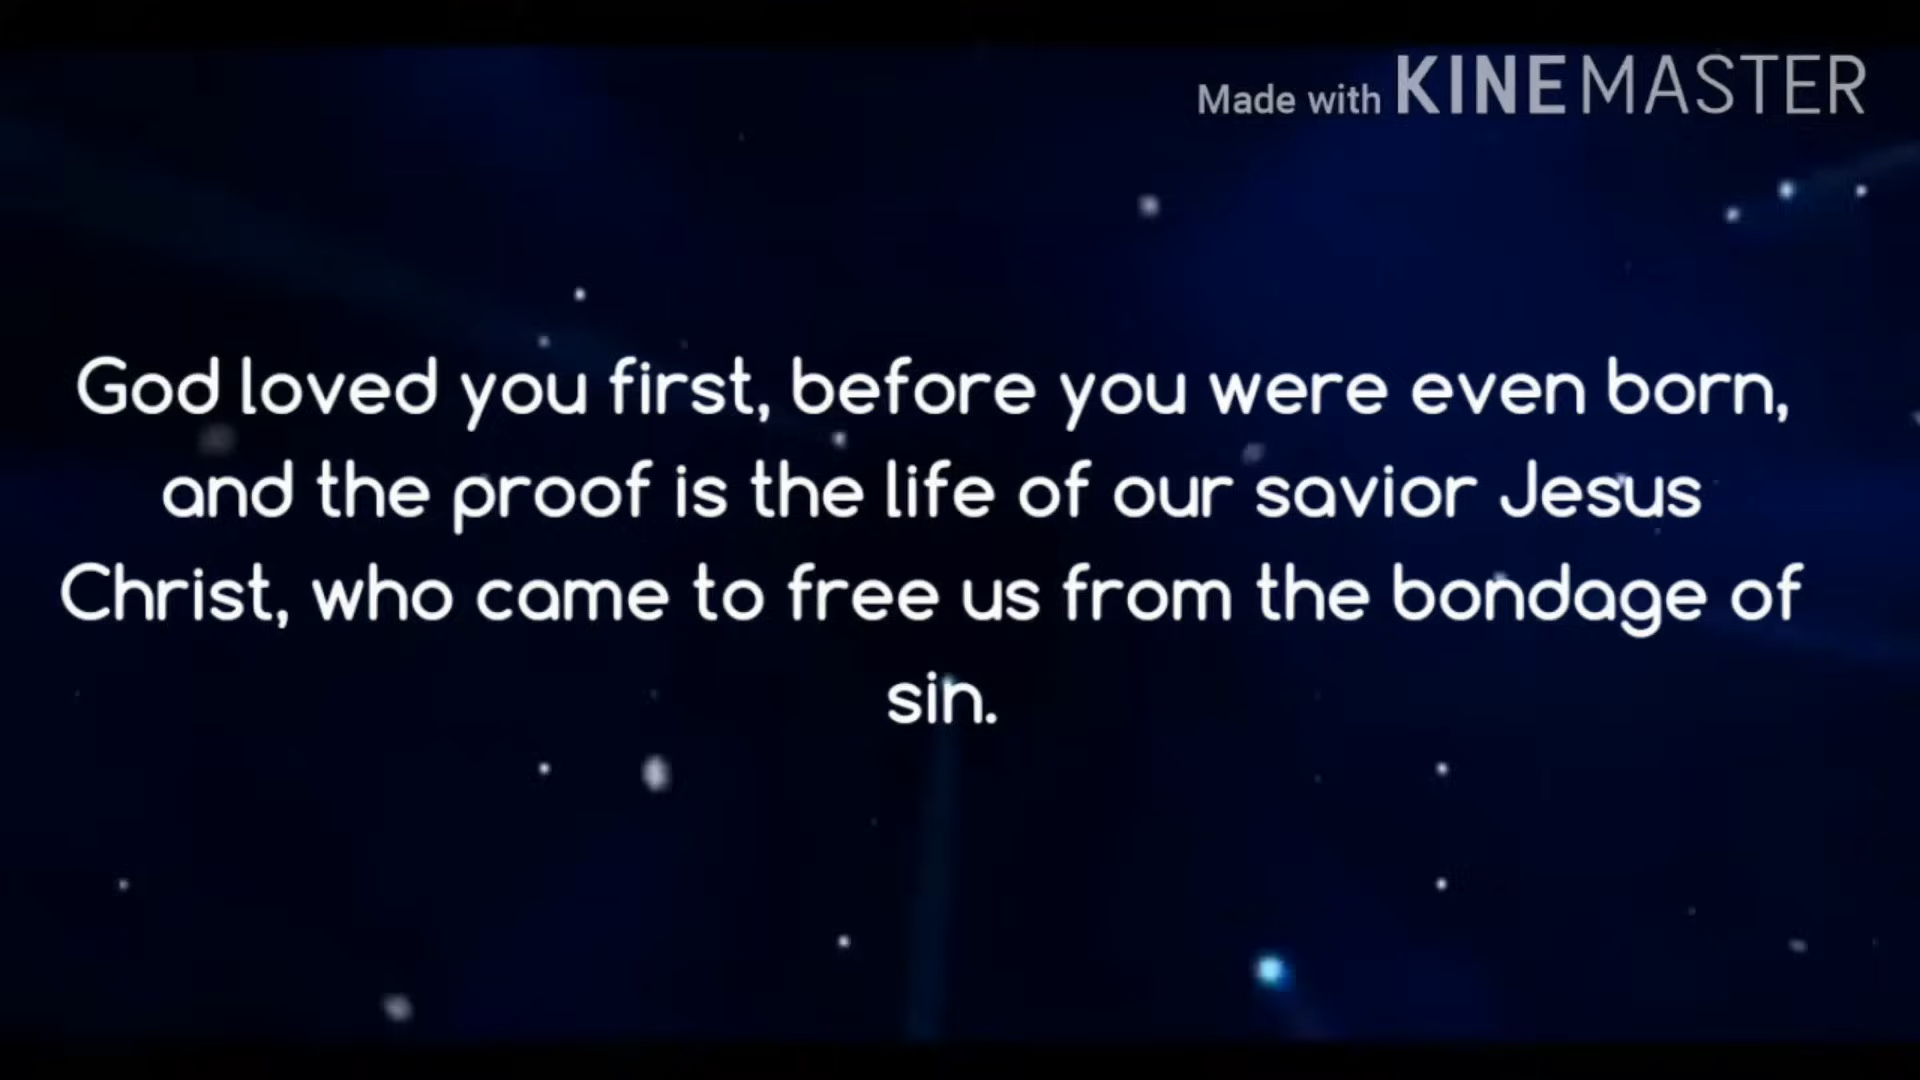 Made with KINEMASTER
God loved you first, before you were even born,
and the proof is the life of our savior Jesus
Christ, who came to free us from the bondage of
sin.